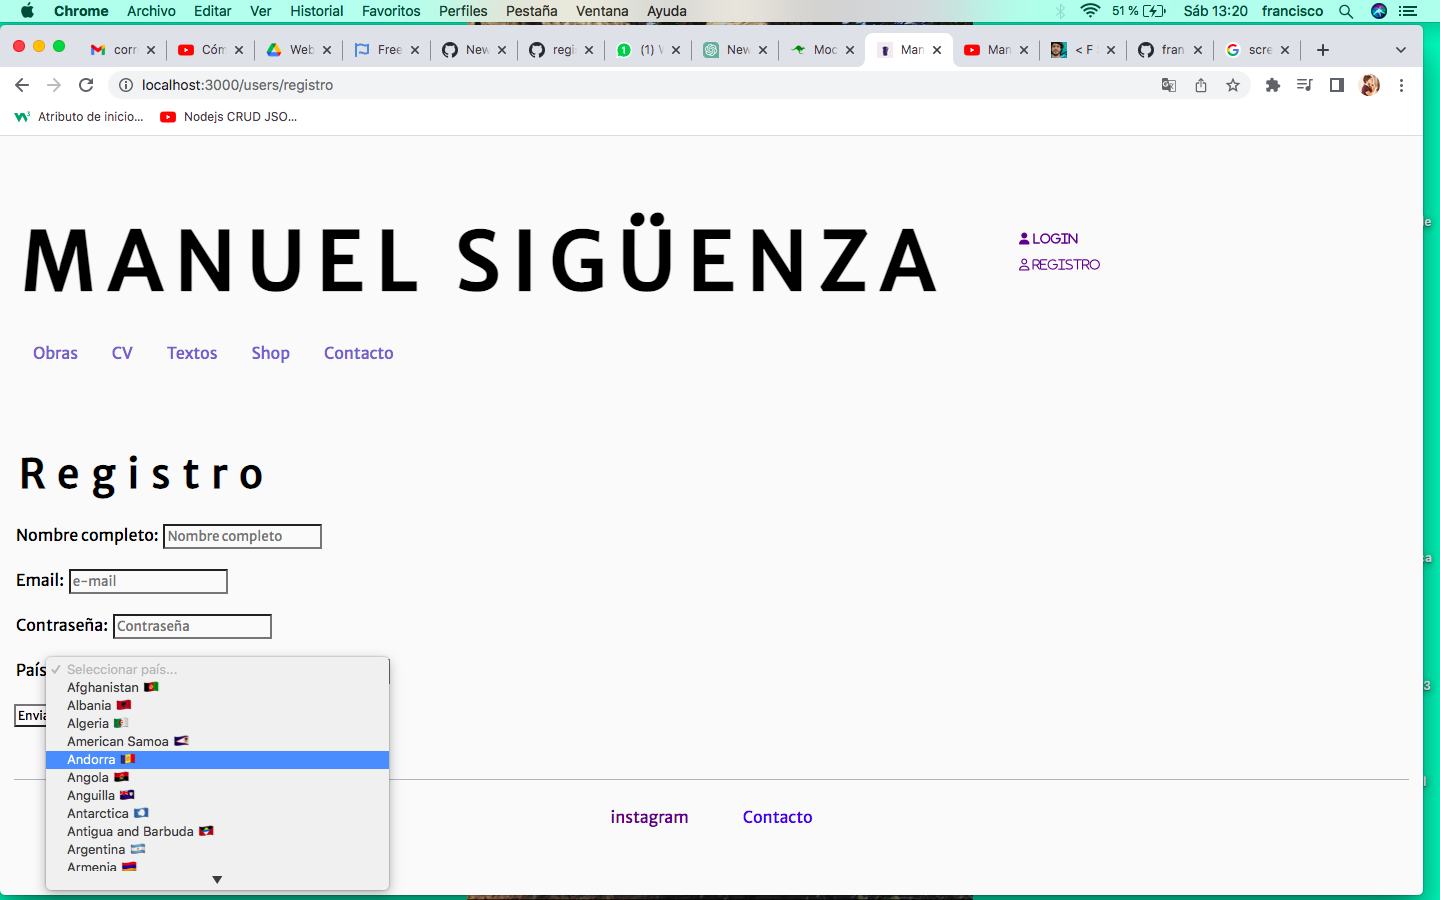 Chrome Archivo Editar Ver Historial Favoritos Perfiles Pestaña Ventana Ayuda 51 % Sáb 13:20 francisco
corr Cóm Web Free New regi (1) W New Moc Man Man < F S fran scre
localhost:3000/users/registro
Atributo de inicio... Nodejs CRUD JSO...
MANUEL SIGÜENZA
LOGIN
REGISTRO
Obras CV Textos Shop Contacto
Registro
Nombre completo: Nombre completo
Email: e-mail
Contraseña: Contraseña
País Seleccionar país...
Afghanistan 🇦🇫
Albania 🇦🇱
Algeria 🇩🇿
American Samoa 🇦🇸
Envia
Andorra 🇦🇩
Angola 🇦🇴
Anguilla 🇦🇮
Antarctica 🇦🇶
Antigua and Barbuda 🇦🇬
Argentina 🇦🇷
Armenia 🇦🇲
instagram Contacto